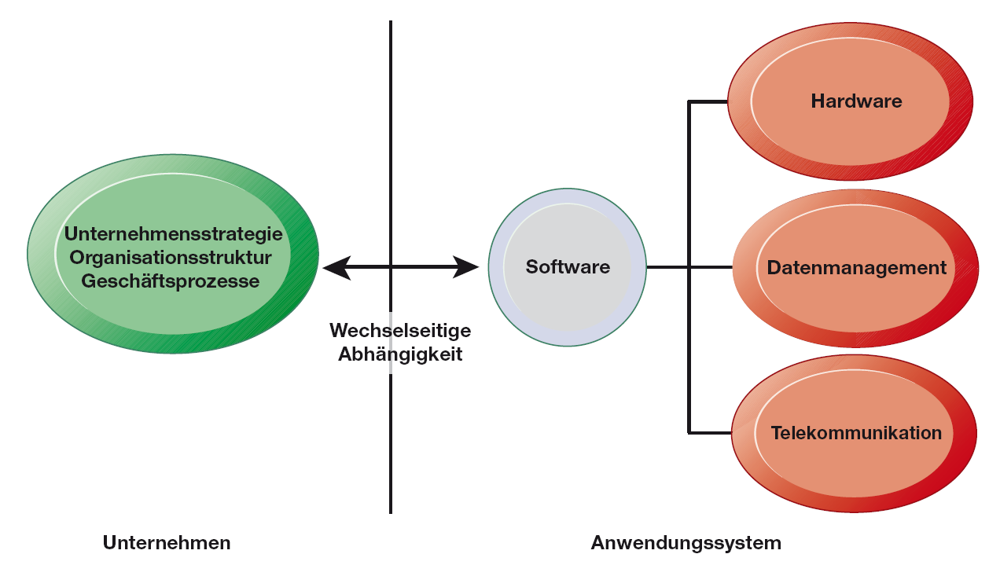 Unternehmensstrategie
Organisationsstruktur
Geschäftsprozesse
Wechselseitige
Abhängigkeit
Software
Hardware
Datenmanagement
Telekommunikation
Unternehmen
Anwendungssystem